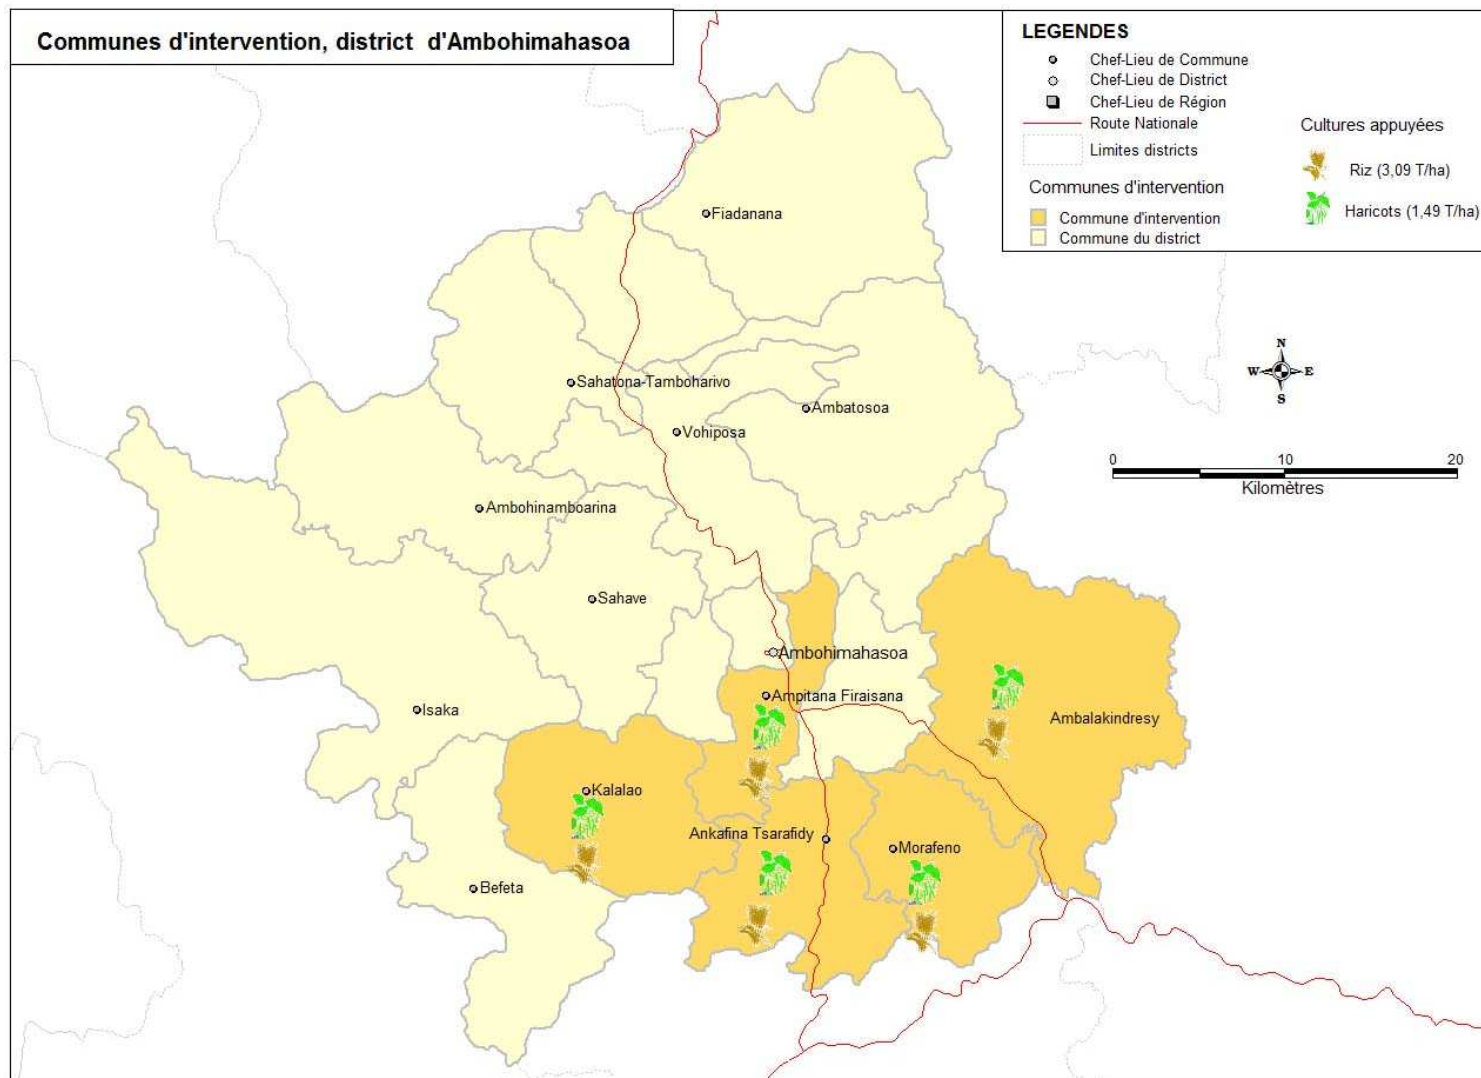 Communes d'intervention, district d'Ambohimahasoa
LEGENDES
Chef-Lieu de Commune
Chef-Lieu de District
Chef-Lieu de Région
Route Nationale
Limites districts
Communes d'intervention
Commune d'intervention
Commune du district
Cultures appuyées
Riz (3,09 T/ha)
Haricots (1,49 T/ha)
Fiadanana
N
W E
S
Sahatona-Tamboharivo
Ambatosoa
Vohiposa
0 10 20
Kilomètres
Ambohinamboarina
Sahave
Ambohimahasoa
Ampitana Firaisana
Isaka
Ambalakindresy
Kalalao
Ankafina Tsarafidy
Morafeno
Befeta